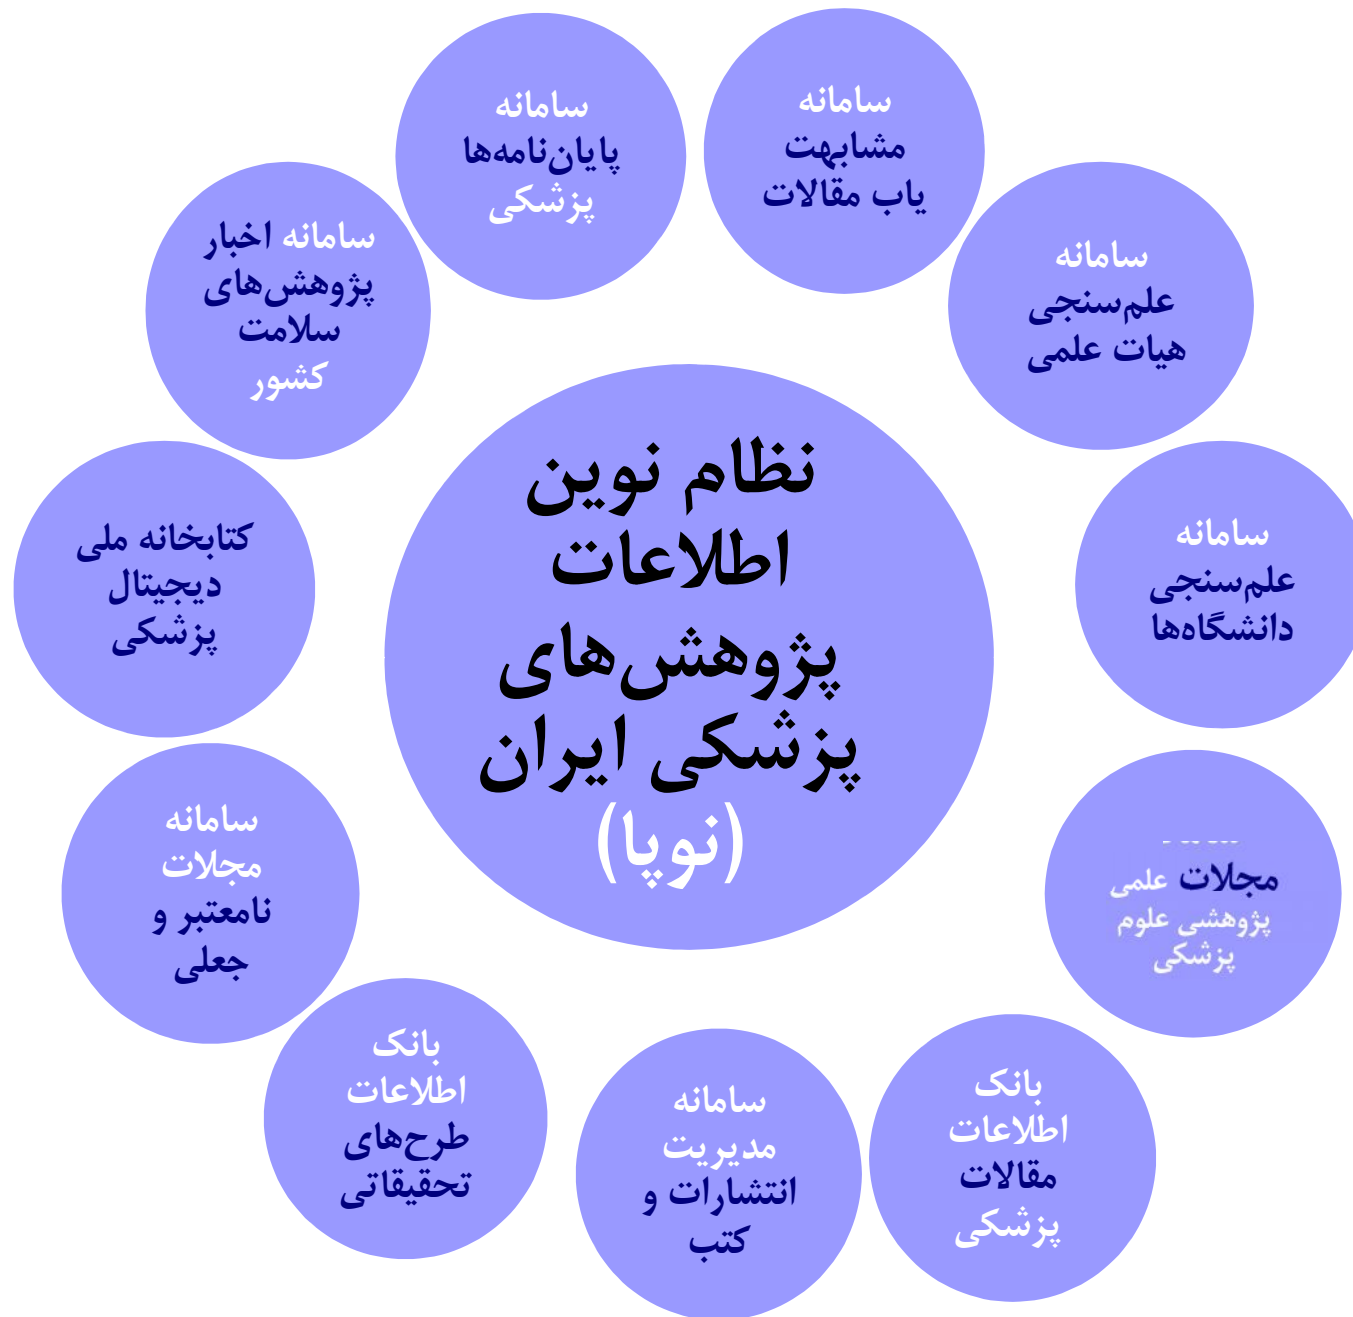 سامانه
مشابهت
یاب مقالات
سامانه
پایان‌نامه‌ها
پزشکی
سامانه
علم‌سنجی
هیات علمی
سامانه اخبار
پژوهش‌های
سلامت
کشور
نظام نوین
اطلاعات
پژوهش‌های
پزشکی ایران
(نوپا)
سامانه
علم‌سنجی
دانشگاه‌ها
کتابخانه ملی
دیجیتال
پزشکی
مجلات علمی
پژوهشی علوم
پزشکی
سامانه
مجلات
نامعتبر و
جعلی
بانک
اطلاعات
مقالات
پزشکی
سامانه
مدیریت
انتشارات و
کتب
بانک
اطلاعات
طرح‌های
تحقیقاتی